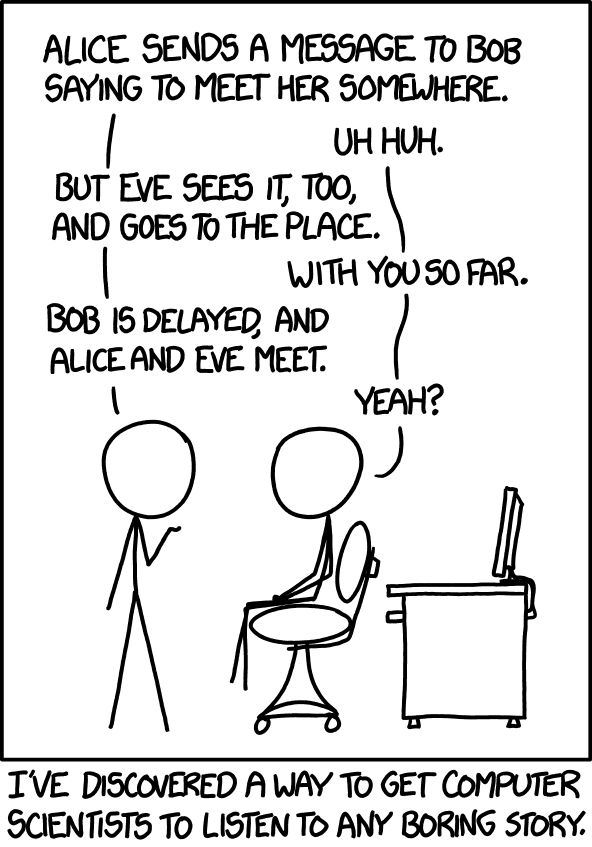 ALICE SENDS A MESSAGE TO BOB
SAYING TO MEET HER SOMEWHERE.
UH HUH.
BUT EVE SEES IT, TOO,
AND GOES TO THE PLACE.
WITH YOU SO FAR.
BOB IS DELAYED, AND
ALICE AND EVE MEET.
YEAH?
I'VE DISCOVERED A WAY TO GET COMPUTER
SCIENTISTS TO LISTEN TO ANY BORING STORY.